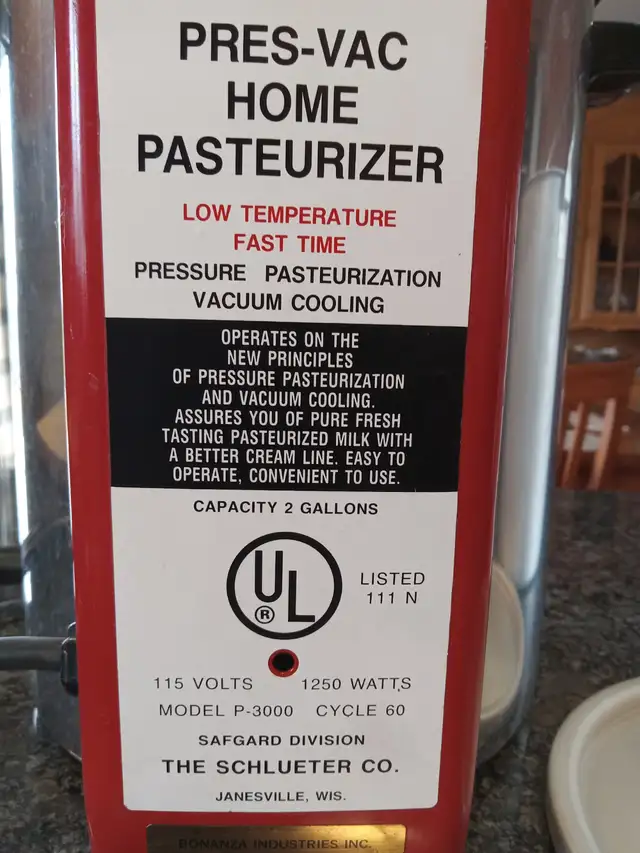 PRES-VAC
HOME
PASTEURIZER
LOW TEMPERATURE
FAST TIME
PRESSURE PASTEURIZATION
VACUUM COOLING
OPERATES ON THE
NEW PRINCIPLES
OF PRESSURE PASTEURIZATION
AND VACUUM COOLING.
ASSURES YOU OF PURE FRESH
TASTING PASTEURIZED MILK WITH
A BETTER CREAM LINE. EASY TO
OPERATE, CONVENIENT TO USE.
CAPACITY 2 GALLONS
UL ®
LISTED
111 N
115 VOLTS 1250 WATTS
MODEL P-3000 CYCLE 60
SAFGARD DIVISION
THE SCHLUETER CO.
JANESVILLE, WIS.
BONANZA INDUSTRIES INC.